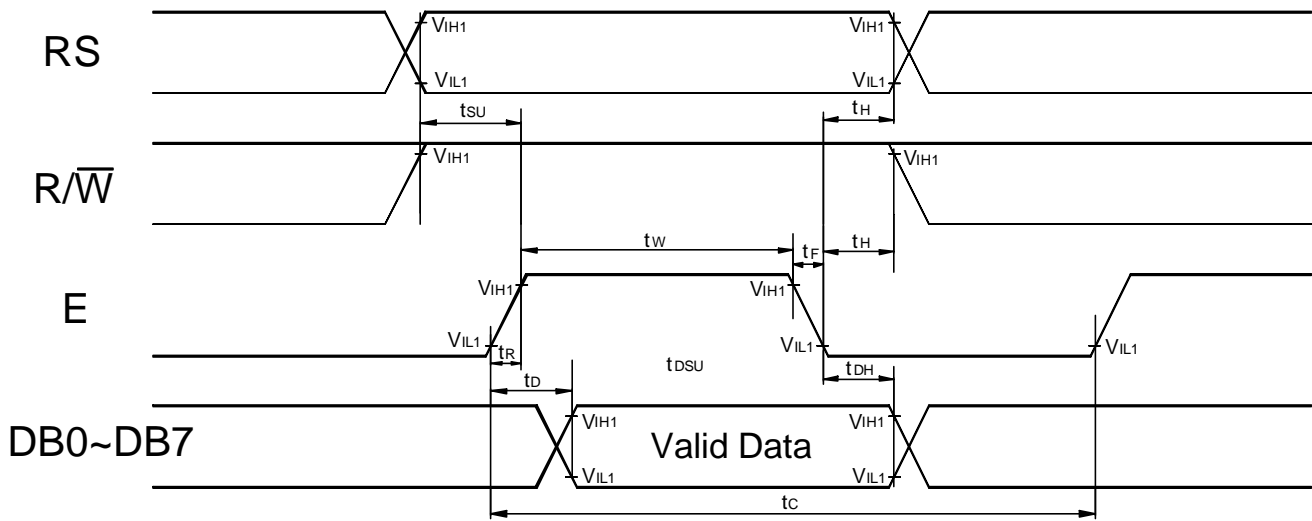 RS
VIH1
VIH1
VIL1
VIL1
tSU
tH
R/W̅
VIH1
VIH1
tW
tF
tH
E
VIH1
VIH1
VIL1
VIL1
VIL1
tR
tDSU
tD
tDH
DB0~DB7
VIH1
VIH1
Valid Data
VIL1
VIL1
tC